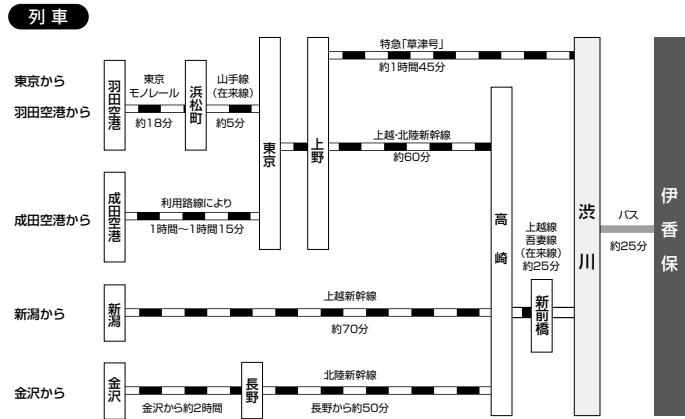 列車
特急「草津号」
約1時間45分
東京から
羽田空港から
羽田空港
東京
モノレール
約18分
浜松町
山手線
(在来線)
約5分
東京
上野
上越・北陸新幹線
約60分
成田空港から
成田空港
利用路線により
1時間〜1時間15分
高崎
上越線
吾妻線
(在来線)
約25分
渋川
バス
約25分
伊香保
新潟から
新潟
上越新幹線
約70分
新前橋
金沢から
金沢
金沢から約2時間
長野
北陸新幹線
長野から約50分